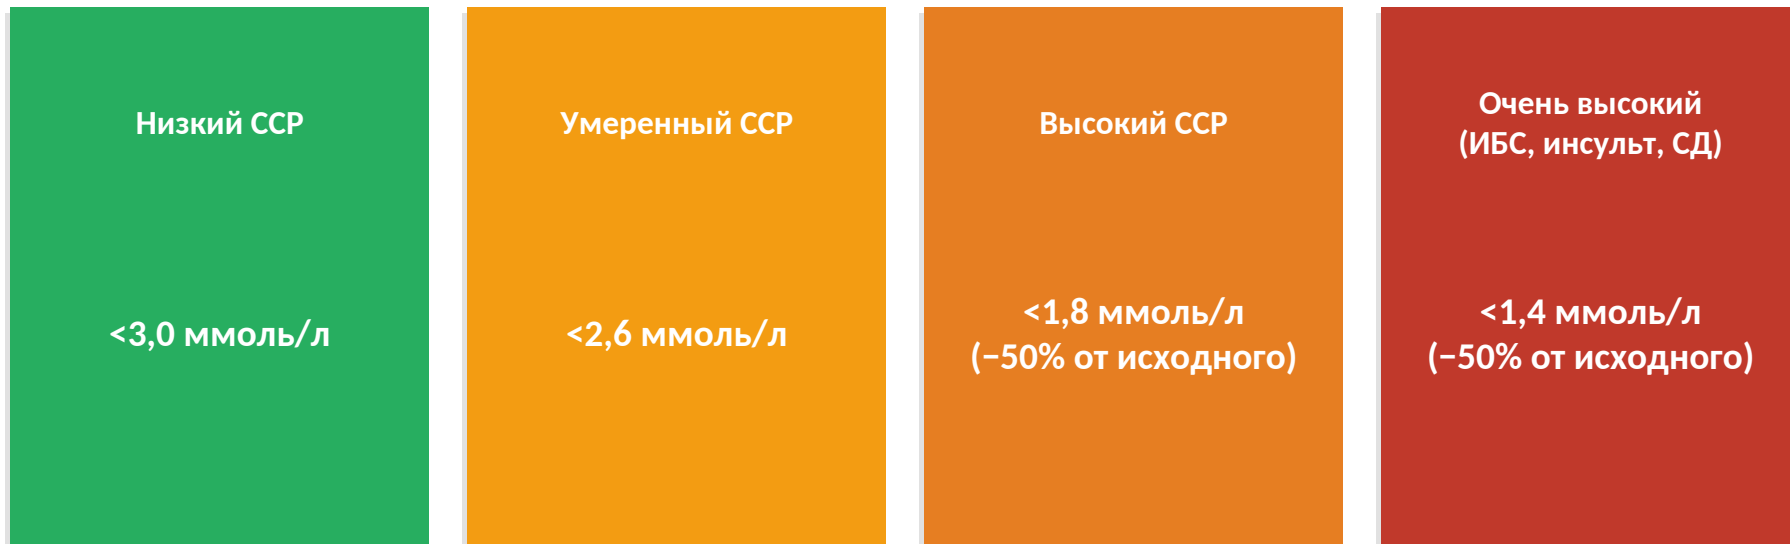 Низкий ССР
<3,0 ммоль/л
Умеренный ССР
<2,6 ммоль/л
Высокий ССР
<1,8 ммоль/л
(−50% от исходного)
Очень высокий
(ИБС, инсульт, СД)
<1,4 ммоль/л
(−50% от исходного)